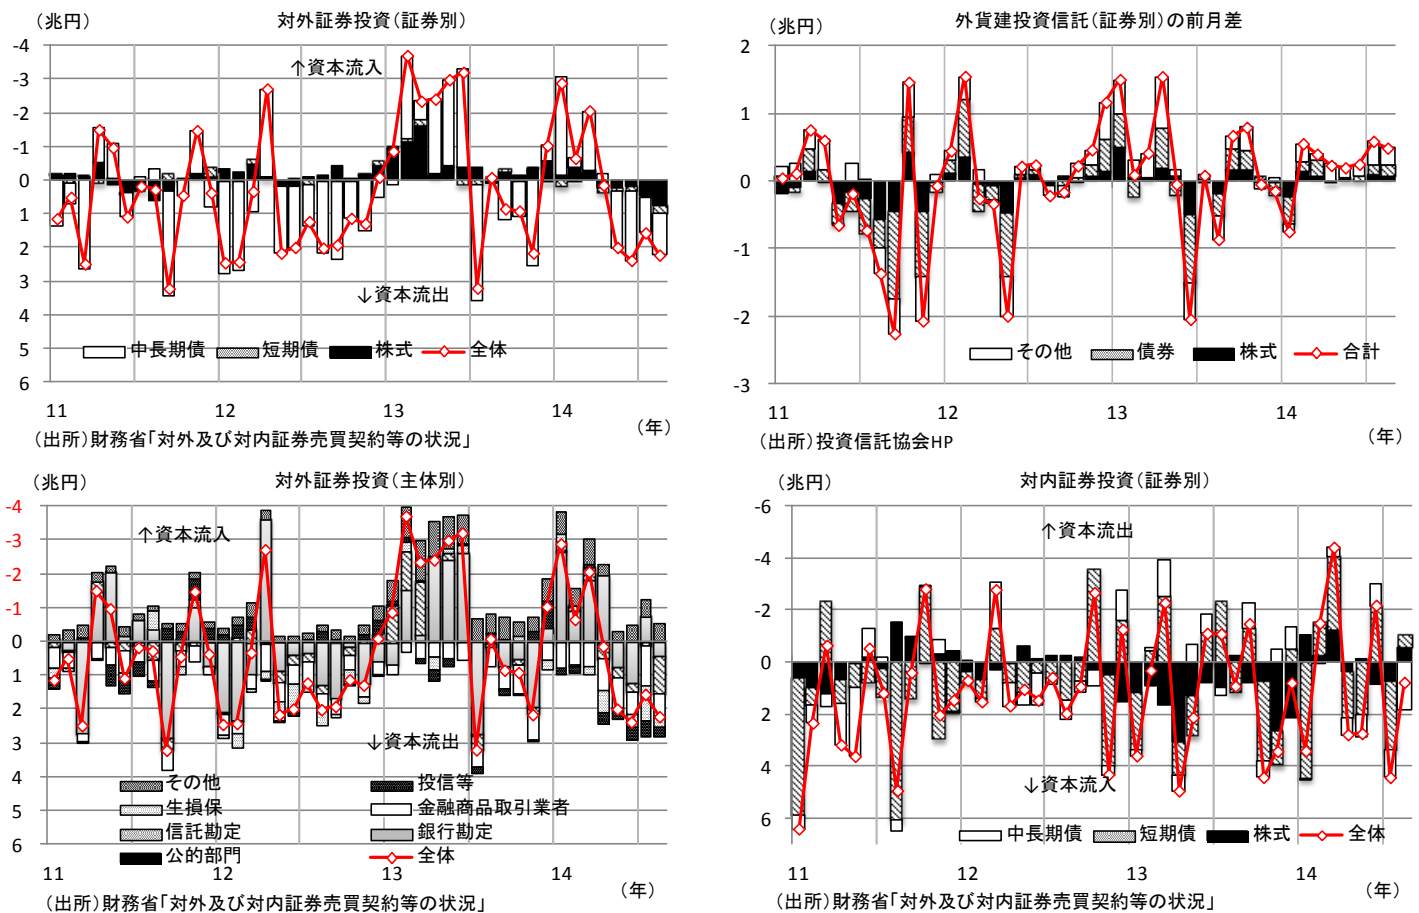 対外証券投資(証券別)
(兆円)
-4
-3
-2
-1
0
1
2
3
4
5
6
↑資本流入
↓資本流出
中長期債 短期債 株式 全体
11 12 13 14
(年)
(出所)財務省「対外及び対内証券売買契約等の状況」
外貨建投資信託(証券別)の前月差
(兆円)
2
1
0
-1
-2
-3
その他 債券 株式 合計
11 12 13 14
(年)
(出所)投資信託協会HP
対外証券投資(主体別)
(兆円)
-4
-3
-2
-1
0
1
2
3
4
5
6
↑資本流入
↓資本流出
その他 投信等
生損保 金融商品取引業者
信託勘定 銀行勘定
公的部門 全体
11 12 13 14
(年)
(出所)財務省「対外及び対内証券売買契約等の状況」
対内証券投資(証券別)
(兆円)
-6
-4
-2
0
2
4
6
↑資本流出
↓資本流入
中長期債 短期債 株式 全体
11 12 13 14
(年)
(出所)財務省「対外及び対内証券売買契約等の状況」